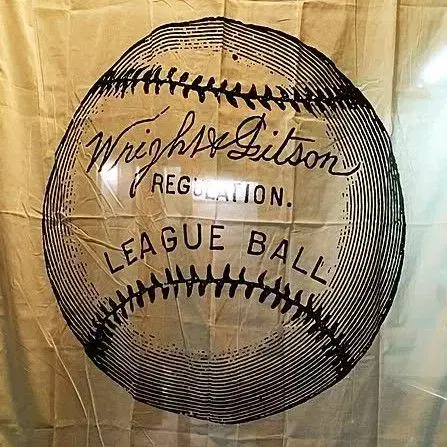 Wright & Ditson
REGULATION.
LEAGUE BALL